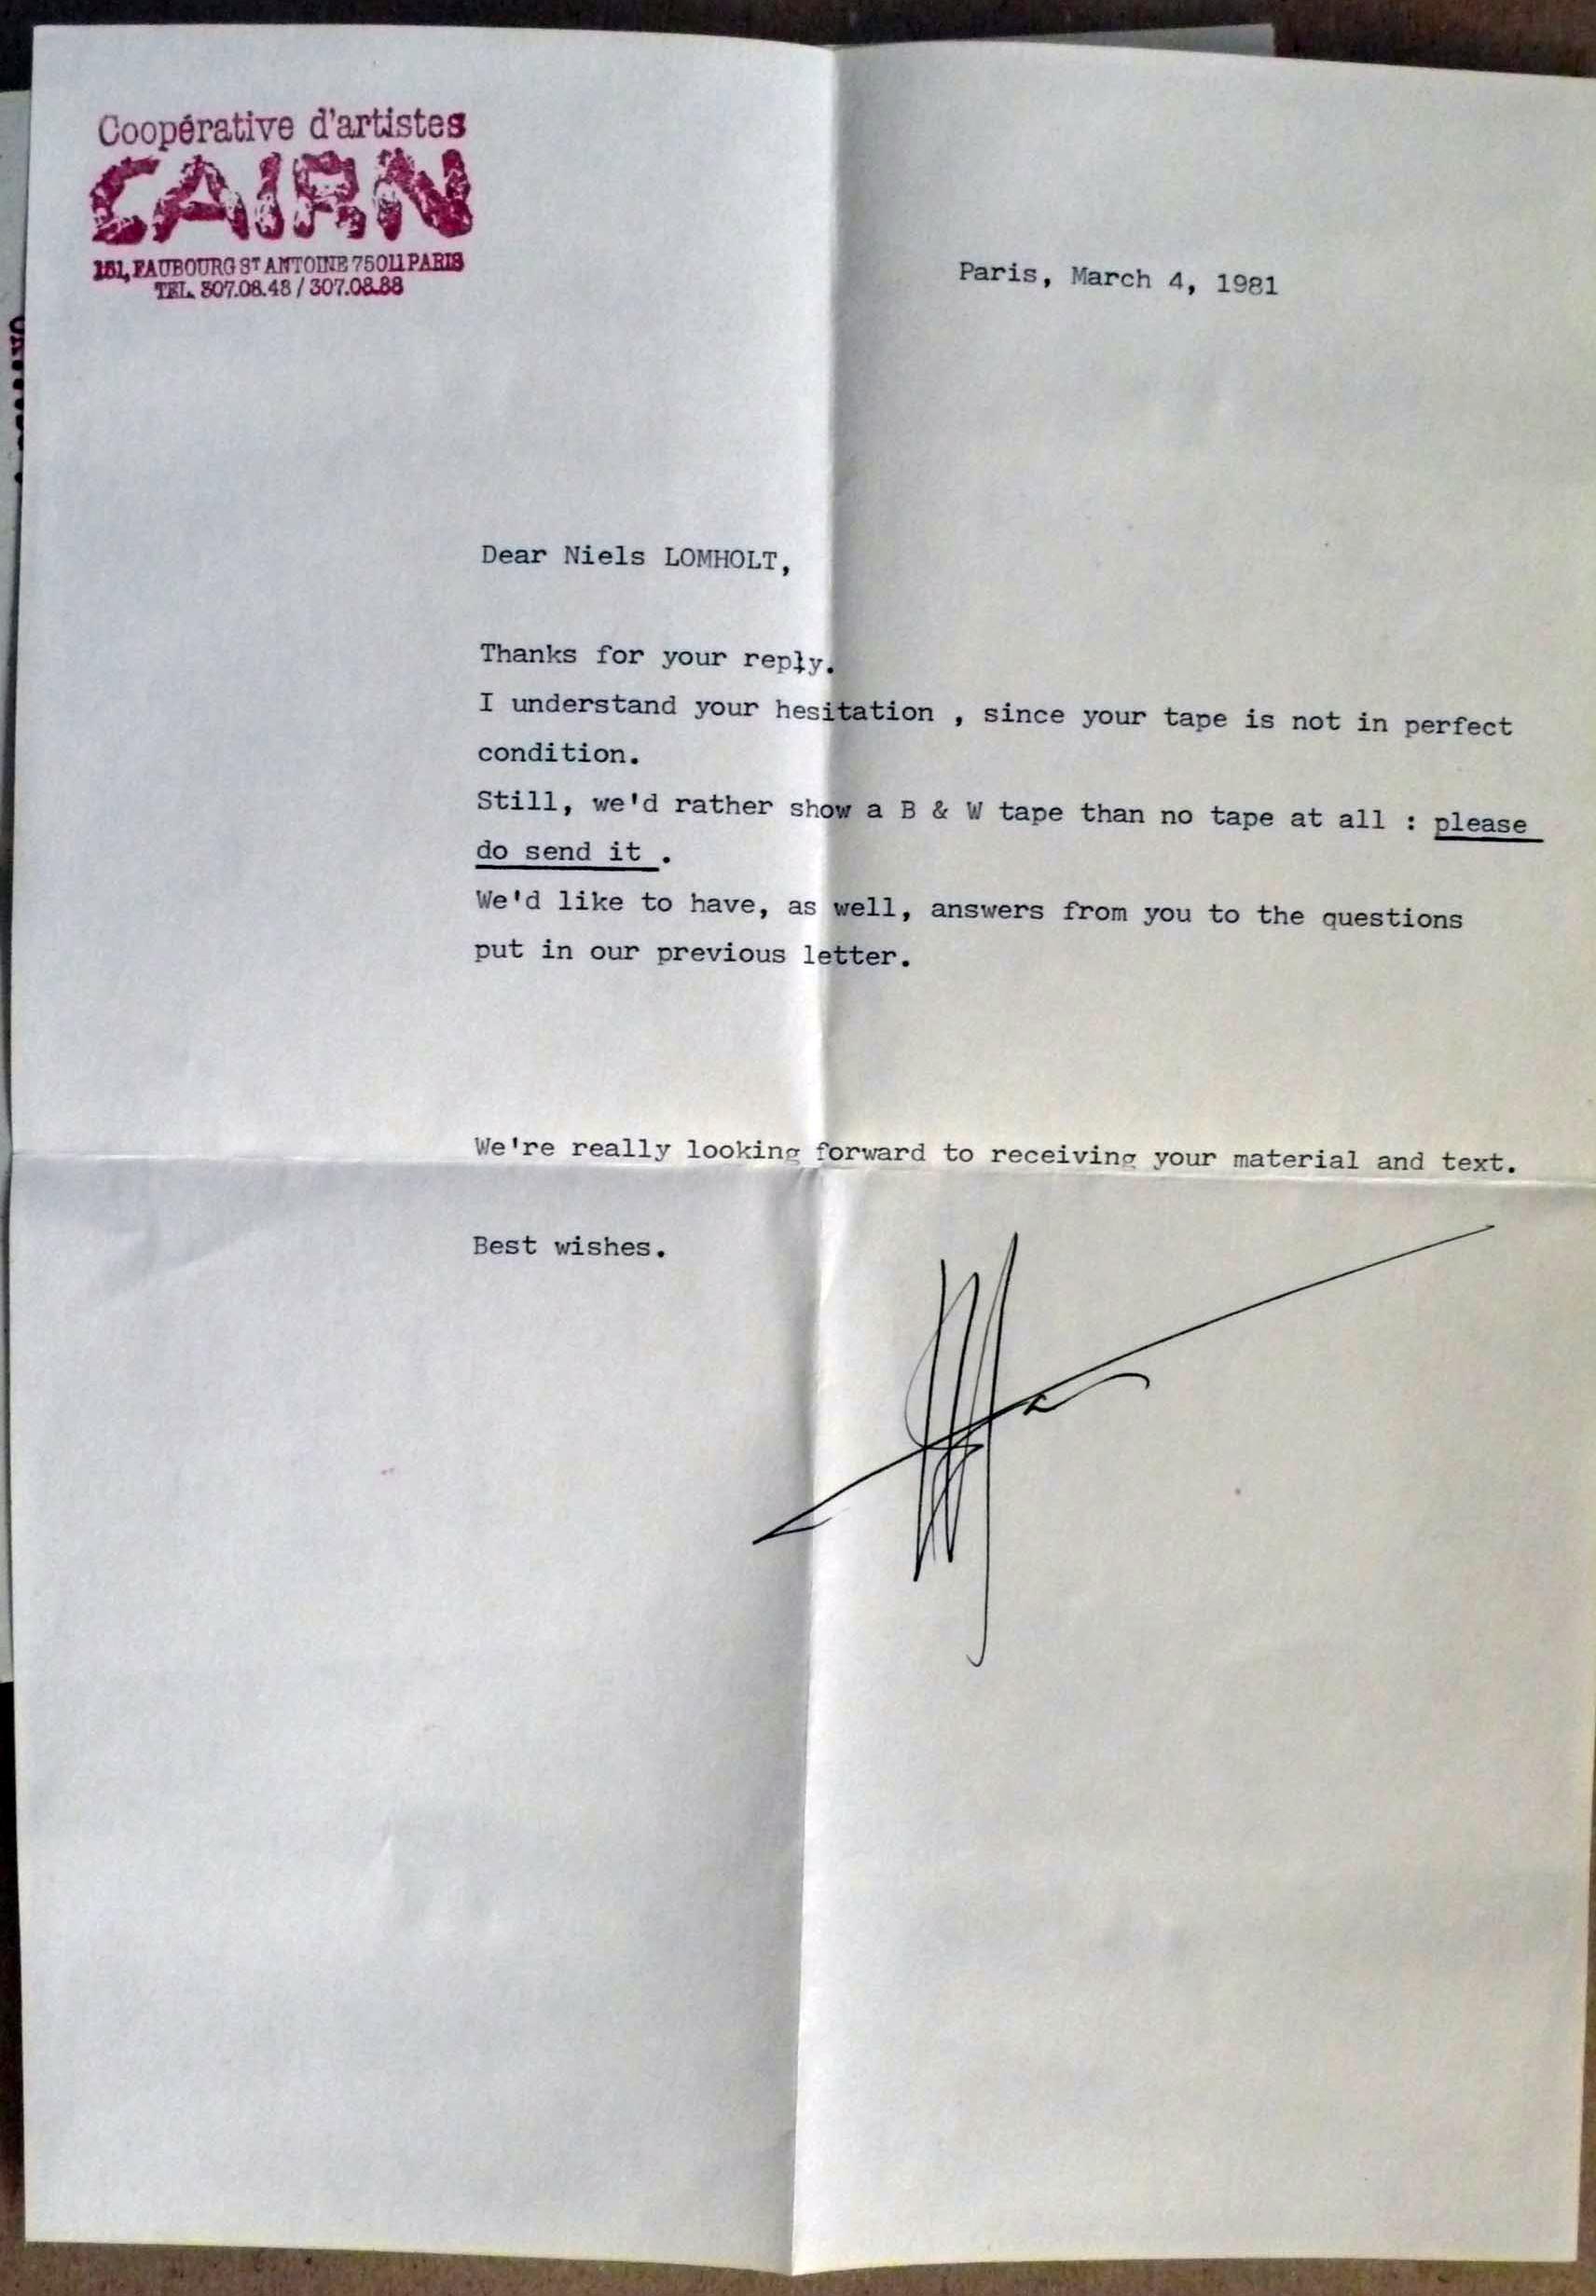 Coopérative d'artistes
CAIRN
151, FAUBOURG ST ANTOINE 75011 PARIS
TEL. 307.08.48 / 307.08.88
Paris, March 4, 1981
Dear Niels LOMHOLT,
Thanks for your reply.
I understand your hesitation , since your tape is not in perfect
condition.
Still, we'd rather show a B & W tape than no tape at all : please
do send it .
We'd like to have, as well, answers from you to the questions
put in our previous letter.
We're really looking forward to receiving your material and text.
Best wishes.